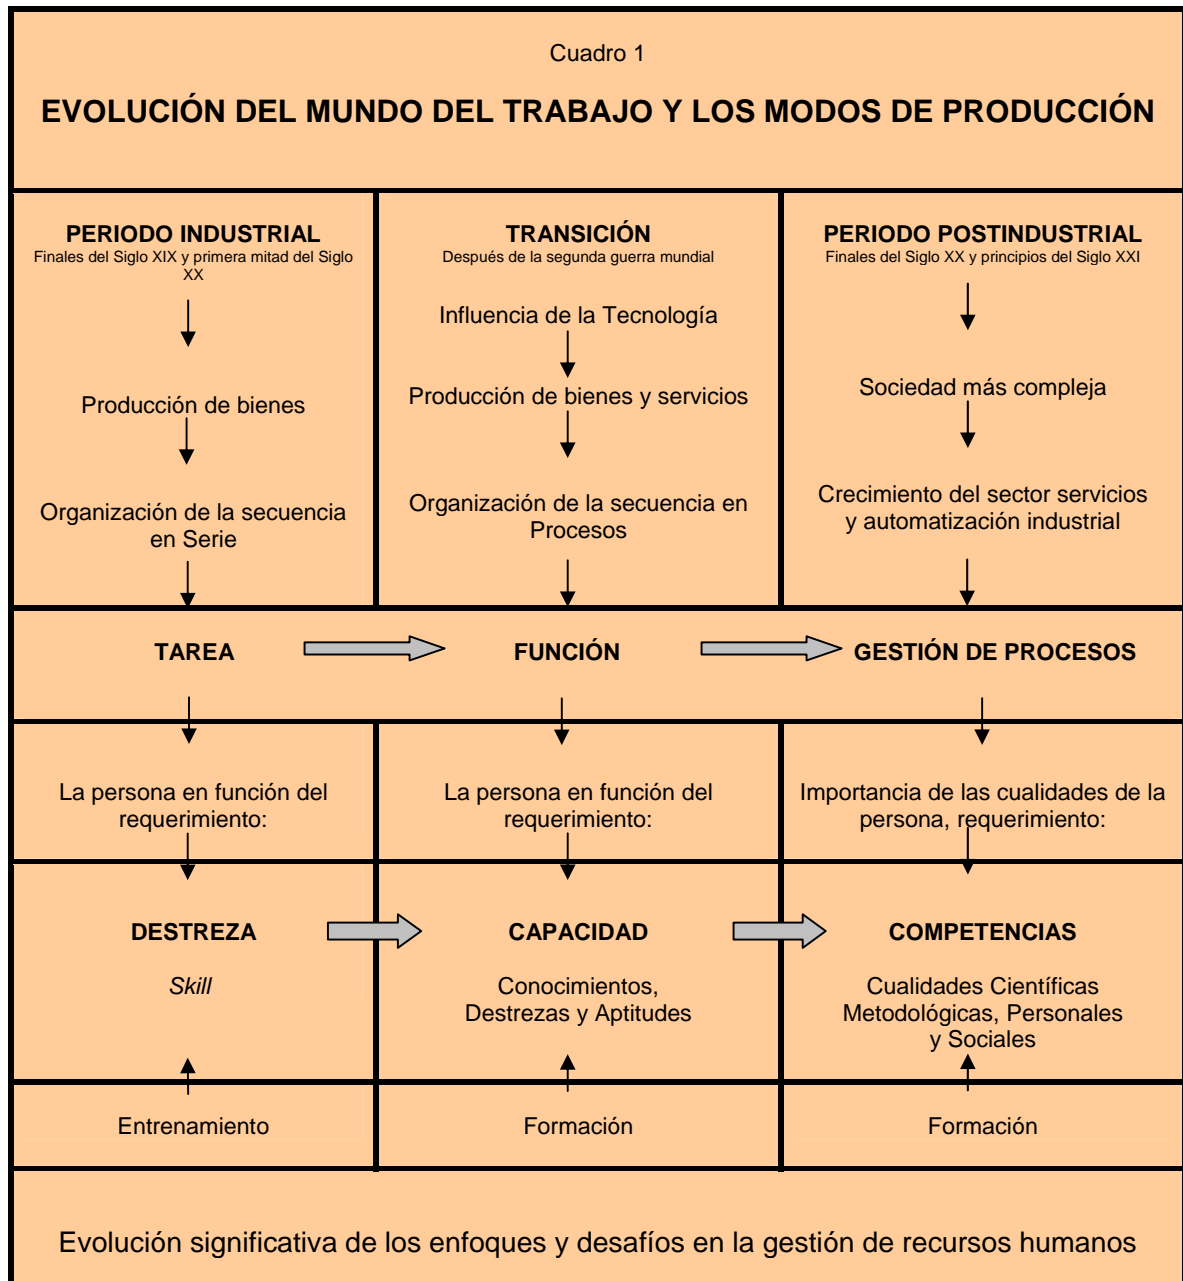 Cuadro 1
EVOLUCIÓN DEL MUNDO DEL TRABAJO Y LOS MODOS DE PRODUCCIÓN
PERIODO INDUSTRIAL
Finales del Siglo XIX y primera mitad del Siglo
XX
Producción de bienes
Organización de la secuencia
en Serie
TRANSICIÓN
Después de la segunda guerra mundial
Influencia de la Tecnología
Producción de bienes y servicios
Organización de la secuencia en
Procesos
PERIODO POSTINDUSTRIAL
Finales del Siglo XX y principios del Siglo XXI
Sociedad más compleja
Crecimiento del sector servicios
y automatización industrial
TAREA
FUNCIÓN
GESTIÓN DE PROCESOS
La persona en función del
requerimiento:
La persona en función del
requerimiento:
Importancia de las cualidades de la
persona, requerimiento:
DESTREZA
Skill
CAPACIDAD
Conocimientos,
Destrezas y Aptitudes
COMPETENCIAS
Cualidades Científicas
Metodológicas, Personales
y Sociales
Entrenamiento
Formación
Formación
Evolución significativa de los enfoques y desafíos en la gestión de recursos humanos